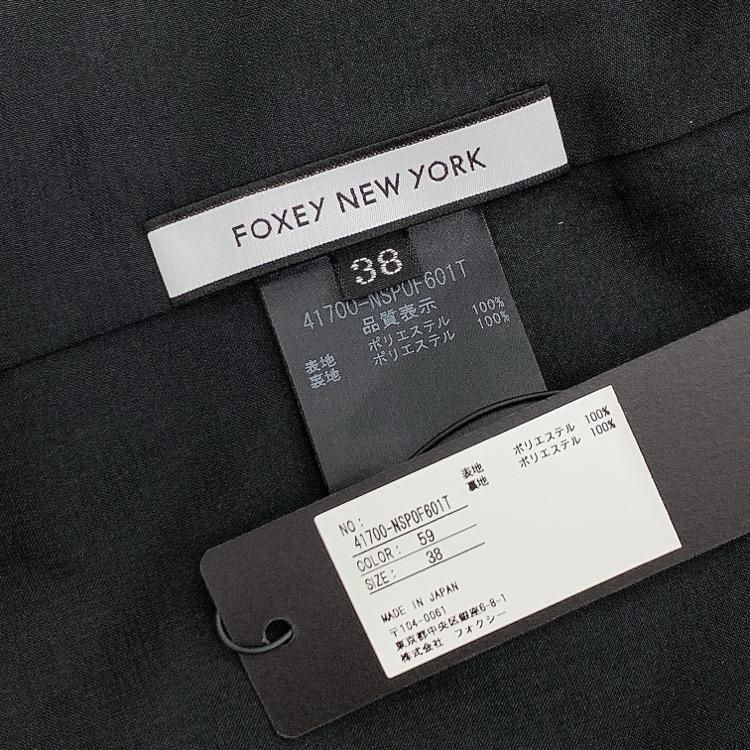 FOXEY NEW YORK
38
41700-NSPOF601T
品質表示
表地 ポリエステル 100%
裏地 ポリエステル 100%
表地 ポリエステル 100%
裏地 ポリエステル 100%
NO:
41700-NSPOF601T
COLOR: 59
SIZE: 38
MADE IN JAPAN
〒104-0061
東京都中央区銀座6-8-1
株式会社 フォクシー